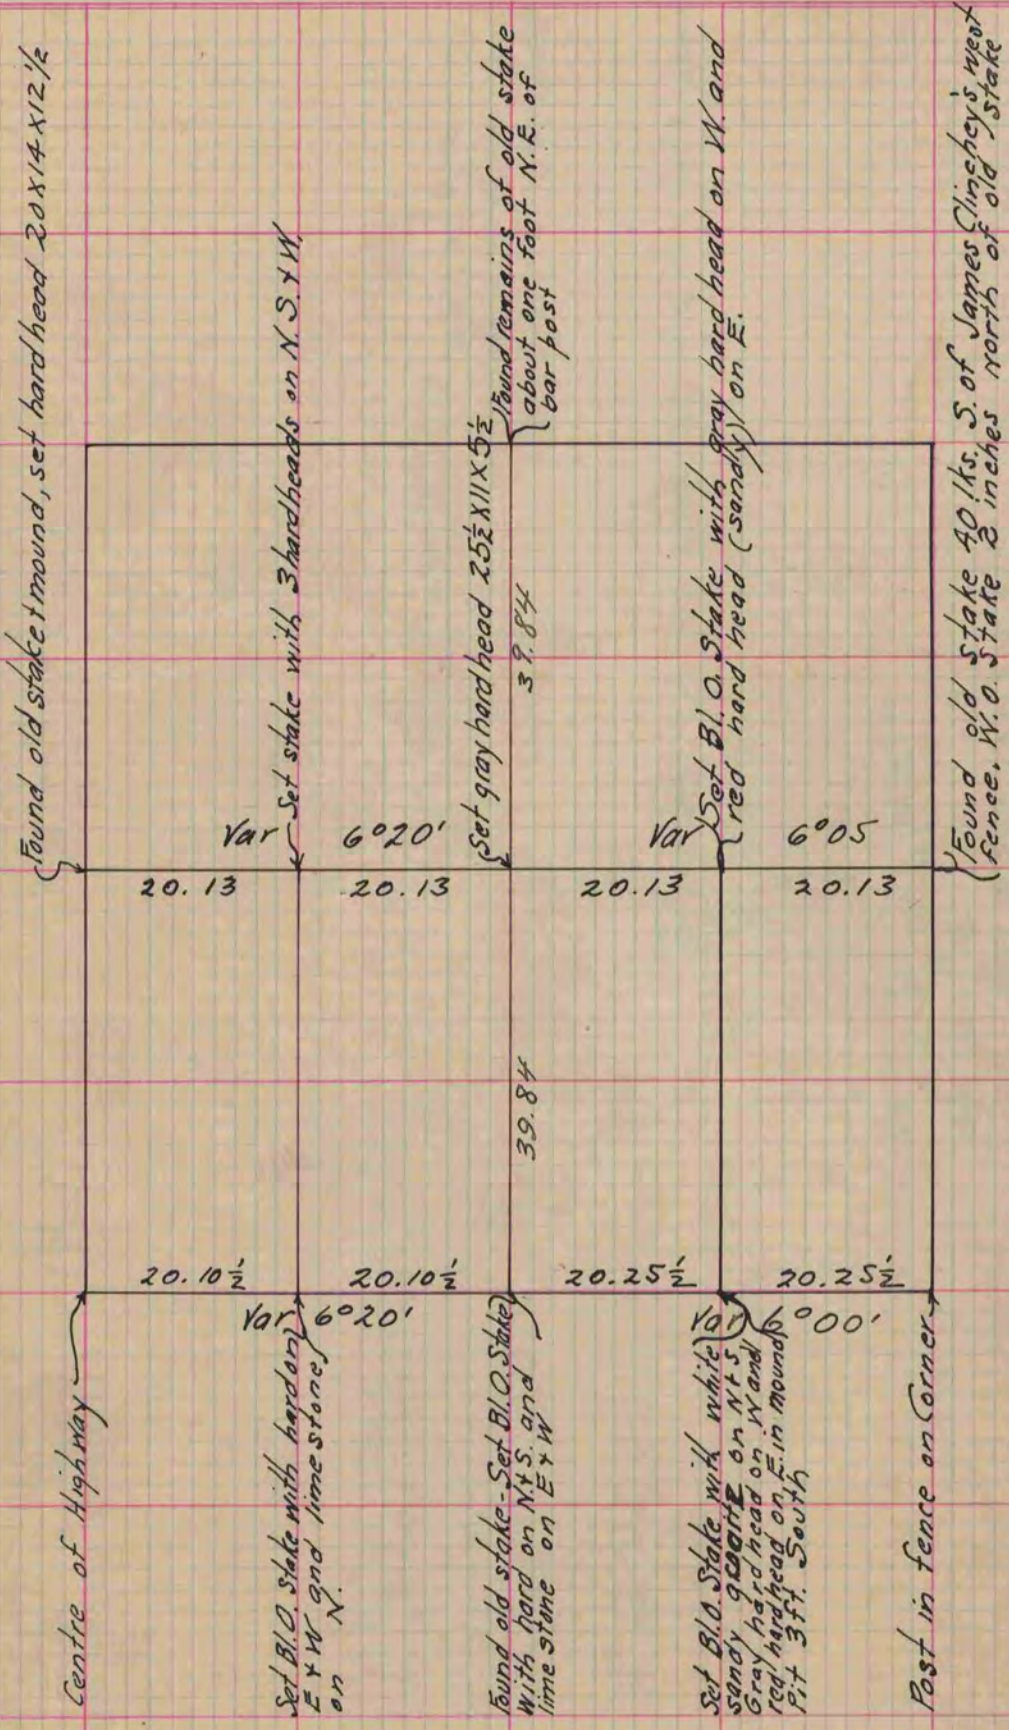 Found old stake + mound, set hard head 20x14x12 1/2
Set stake with 3 hardheads on N.S. + W.
Found remains of old stake
about one foot N.E. of
bar post
Set gray hard head 25½x11x5½
39.84
Set Bl. O. Stake with gray hard head on W. and
red hard head (sandy) on E.
Found old stake 40 lks. S. of James Clinchey's west
fence. W.O. Stake 2 inches north of old stake
Var 6°20'
Var 6°05
20.13
20.13
20.13
20.13
39.84
20.10½
20.10½
20.25½
20.25½
Var 6°20'
Var 6°00'
Centre of Highway
Set Bl.O. stake with hard on
E + W and limestone
on N.
Found old stake - Set Bl.O. Stake
With hard on N.+S. and
lime stone on E + W
Set Bl.O. Stake with white
sandy on N + S
Gray hard head on W and
red hard head on E. in mound
Pit 3 ft. South
Post in fence on Corner